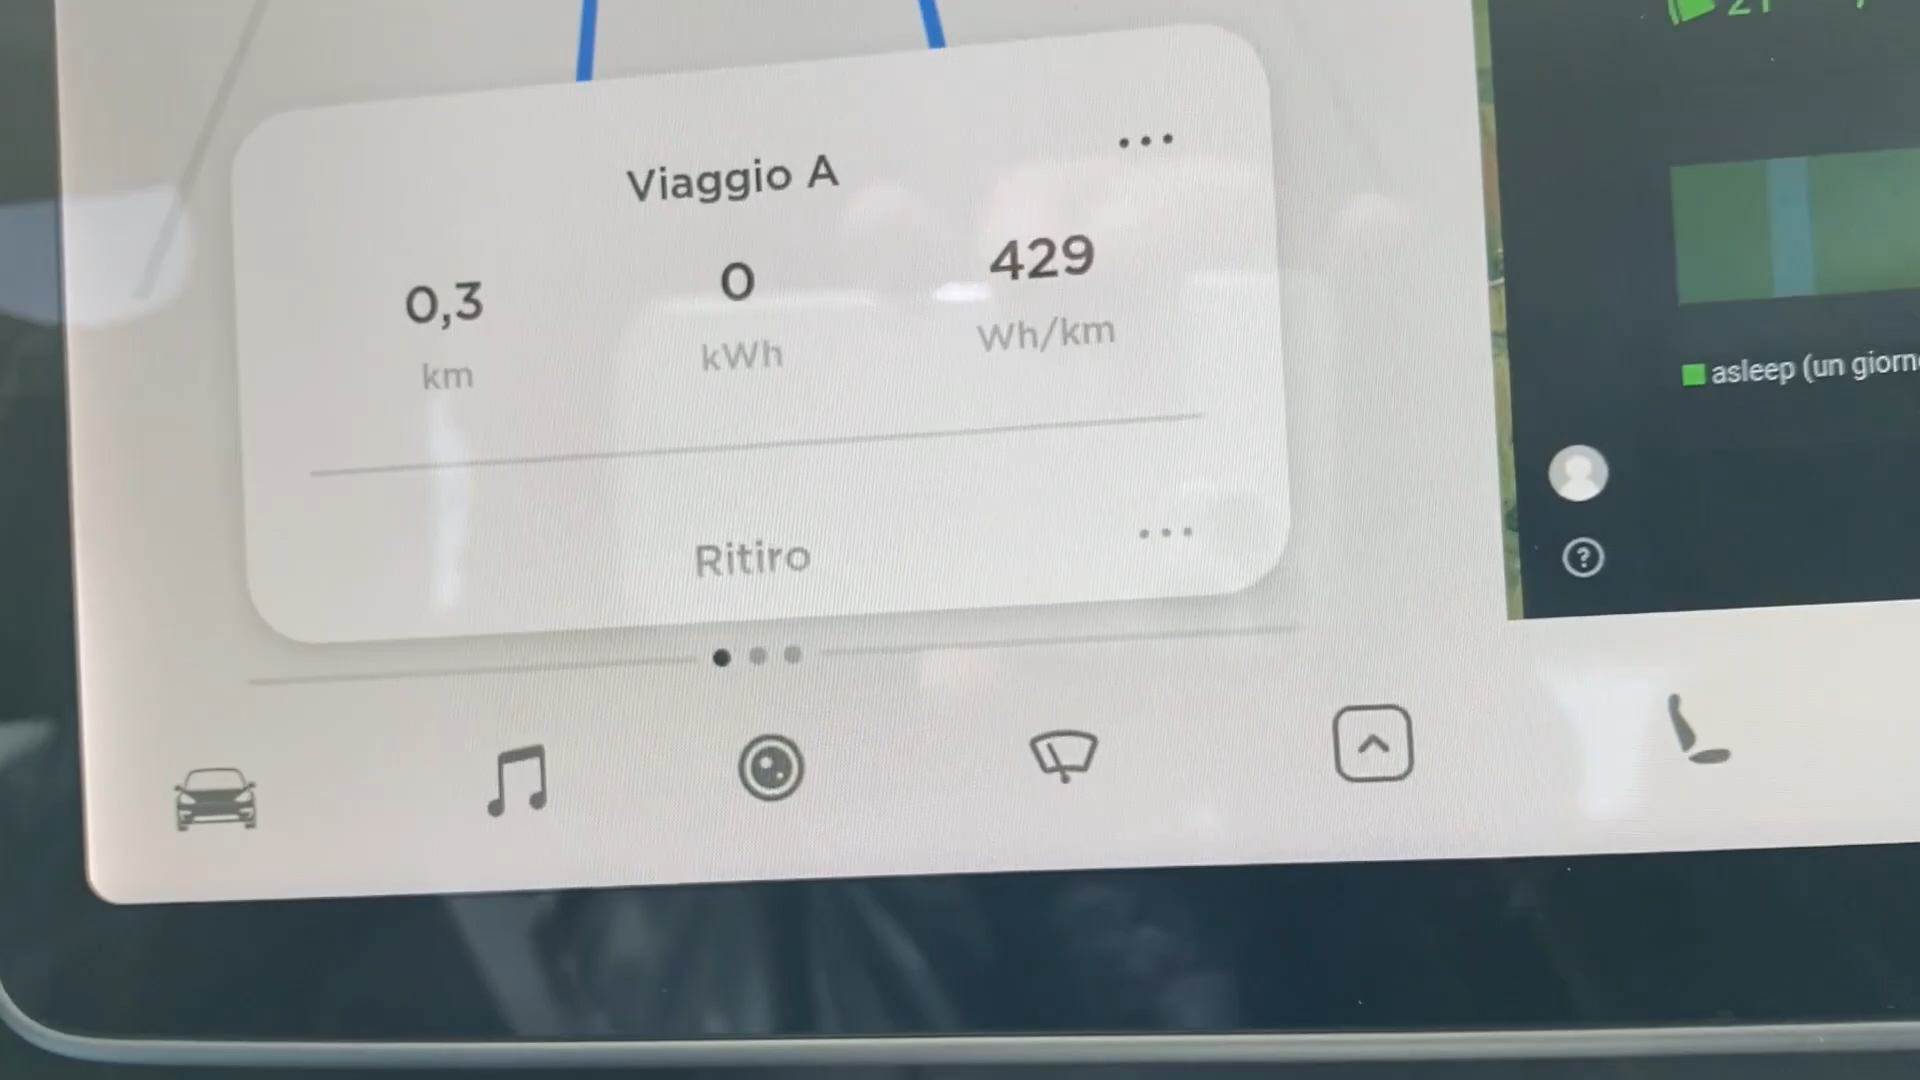 Viaggio A
0,3 0 429
km kWh Wh/km
Ritiro
asleep (un giorn
?